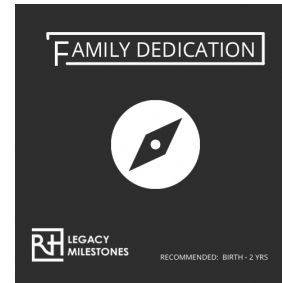 FAMILY DEDICATION
RH LEGACY
MILESTONES
RECOMMENDED: BIRTH - 2 YRS